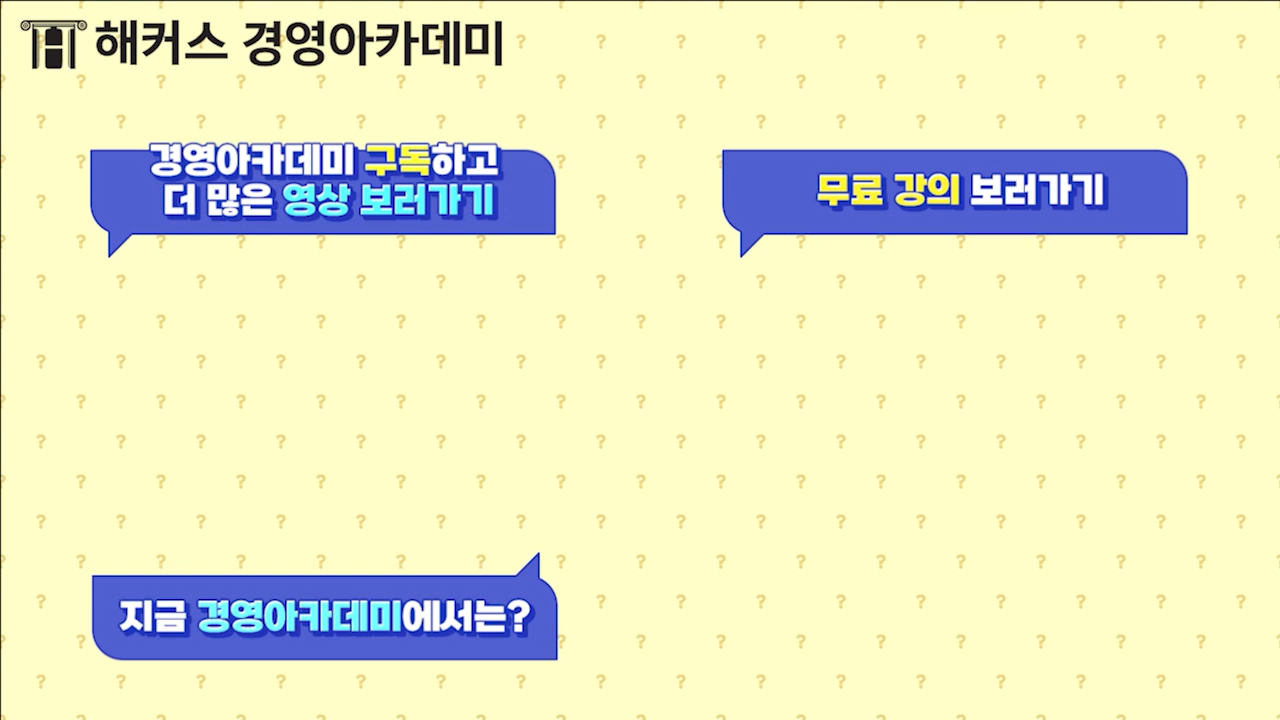 해커스 경영아카데미
경영아카데미 구독하고
더 많은 영상 보러가기
무료 강의 보러가기
지금 경영아카데미에서는?